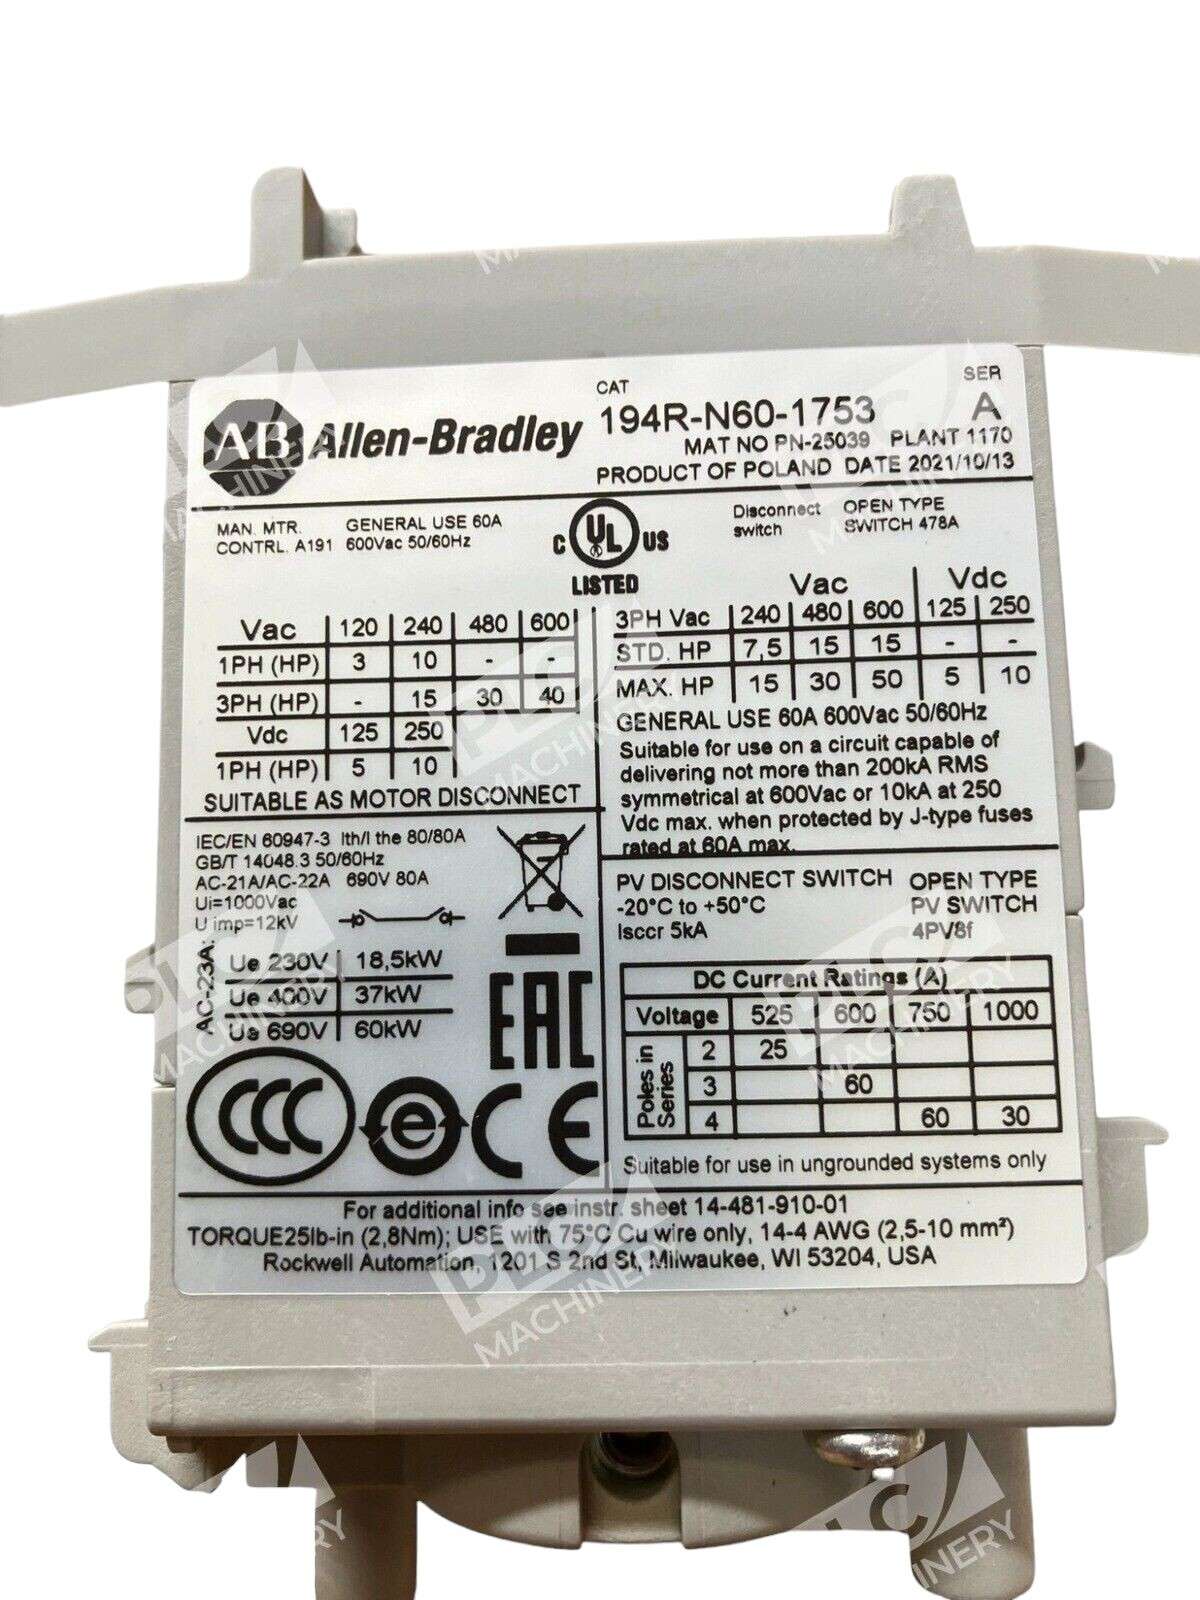 CAT
SER
AB Allen-Bradley
194R-N60-1753
A
MAT NO PN-25039 PLANT 1170
PRODUCT OF POLAND DATE 2021/10/13
MAN. MTR. GENERAL USE 60A
CONTRL. A191 600Vac 50/60Hz
C UL US
LISTED
Disconnect OPEN TYPE
switch SWITCH 478A
Vac 120 240 480 600
1PH (HP) 3 10 - -
3PH (HP) - 15 30 40
Vdc 125 250
1PH (HP) 5 10
SUITABLE AS MOTOR DISCONNECT
Vac Vdc
3PH Vac 240 480 600 125 250
STD. HP 7,5 15 15 - -
MAX. HP 15 30 50 5 10
GENERAL USE 60A 600Vac 50/60Hz
Suitable for use on a circuit capable of
delivering not more than 200kA RMS
symmetrical at 600Vac or 10kA at 250
Vdc max. when protected by J-type fuses
rated at 60A max.
IEC/EN 60947-3 Ith/I the 80/80A
GB/T 14048.3 50/60Hz
AC-21A/AC-22A 690V 80A
Ui=1000Vac
U imp=12kV
AC-23A:
Ue 230V 18,5kW
Ue 400V 37kW
Ue 690V 60kW
EAC
CCC e CE
PV DISCONNECT SWITCH OPEN TYPE
-20°C to +50°C PV SWITCH
Isccr 5kA 4PV8f
DC Current Ratings (A)
Voltage 525 600 750 1000
Poles in
Series
2 25
3 60
4 60 30
Suitable for use in ungrounded systems only
For additional info see instr. sheet 14-481-910-01
TORQUE25lb-in (2,8Nm); USE with 75°C Cu wire only, 14-4 AWG (2,5-10 mm²)
Rockwell Automation, 1201 S 2nd St, Milwaukee, WI 53204, USA
PLC MACHINERY